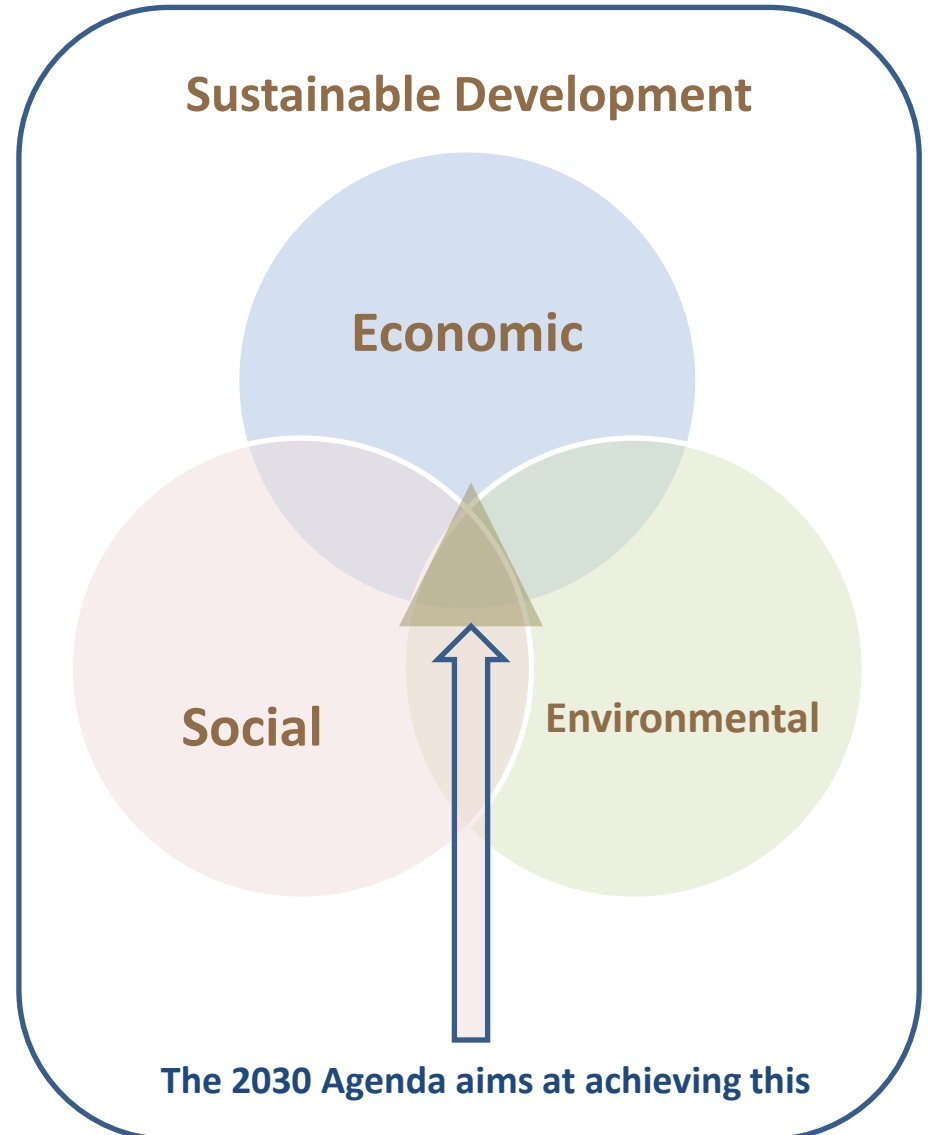 Sustainable Development
Economic
Social
Environmental
The 2030 Agenda aims at achieving this